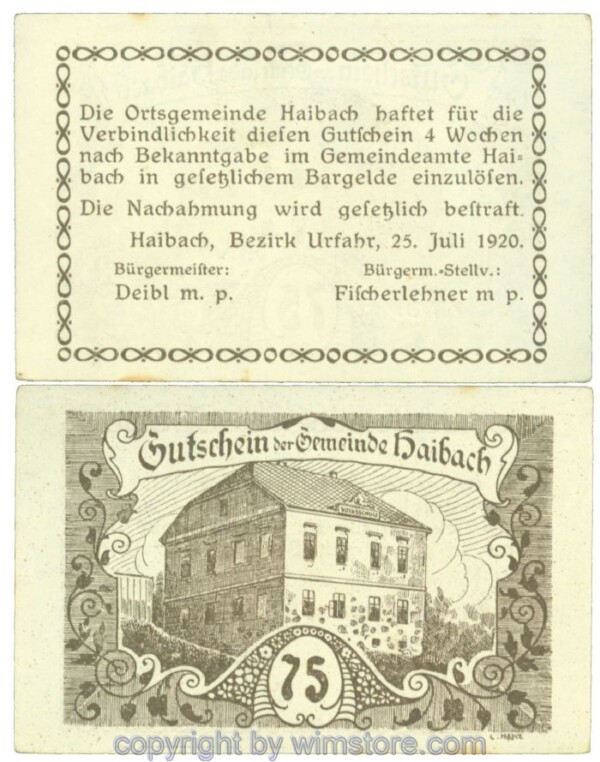 Die Ortsgemeinde Haibach haftet für die
Verbindlichkeit diesen Gutschein 4 Wochen
nach Bekanntgabe im Gemeindeamte Hai-
bach in gesetzlichem Bargelde einzulösen.
Die Nachahmung wird gesetzlich bestraft.
Haibach, Bezirk Urfahr, 25. Juli 1920.
Bürgermeister:
Deibl m. p.
Bürgerm.-Stellv.:
Fischerlehner m p.
Gutschein der Gemeinde Haibach
VOLKSSCHULE
75
copyright by wimstore.com